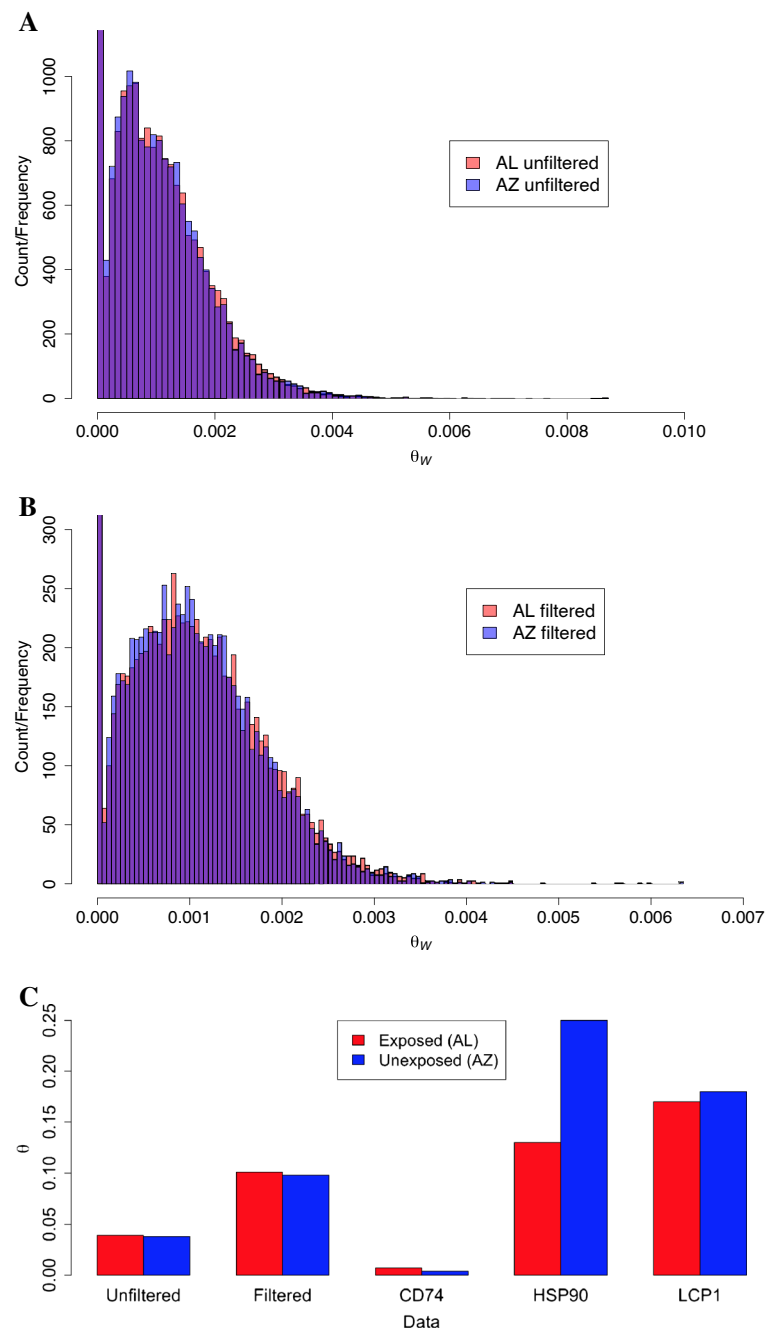 A
Count/Frequency
1000
800
600
400
200
0
AL unfiltered
AZ unfiltered
0.000 0.002 0.004 0.006 0.008 0.010
θW
B
Count/Frequency
300
250
200
150
100
50
0
AL filtered
AZ filtered
0.000 0.001 0.002 0.003 0.004 0.005 0.006 0.007
θW
C
θ
0.25
0.20
0.15
0.10
0.05
0.00
Exposed (AL)
Unexposed (AZ)
Unfiltered Filtered CD74 HSP90 LCP1
Data